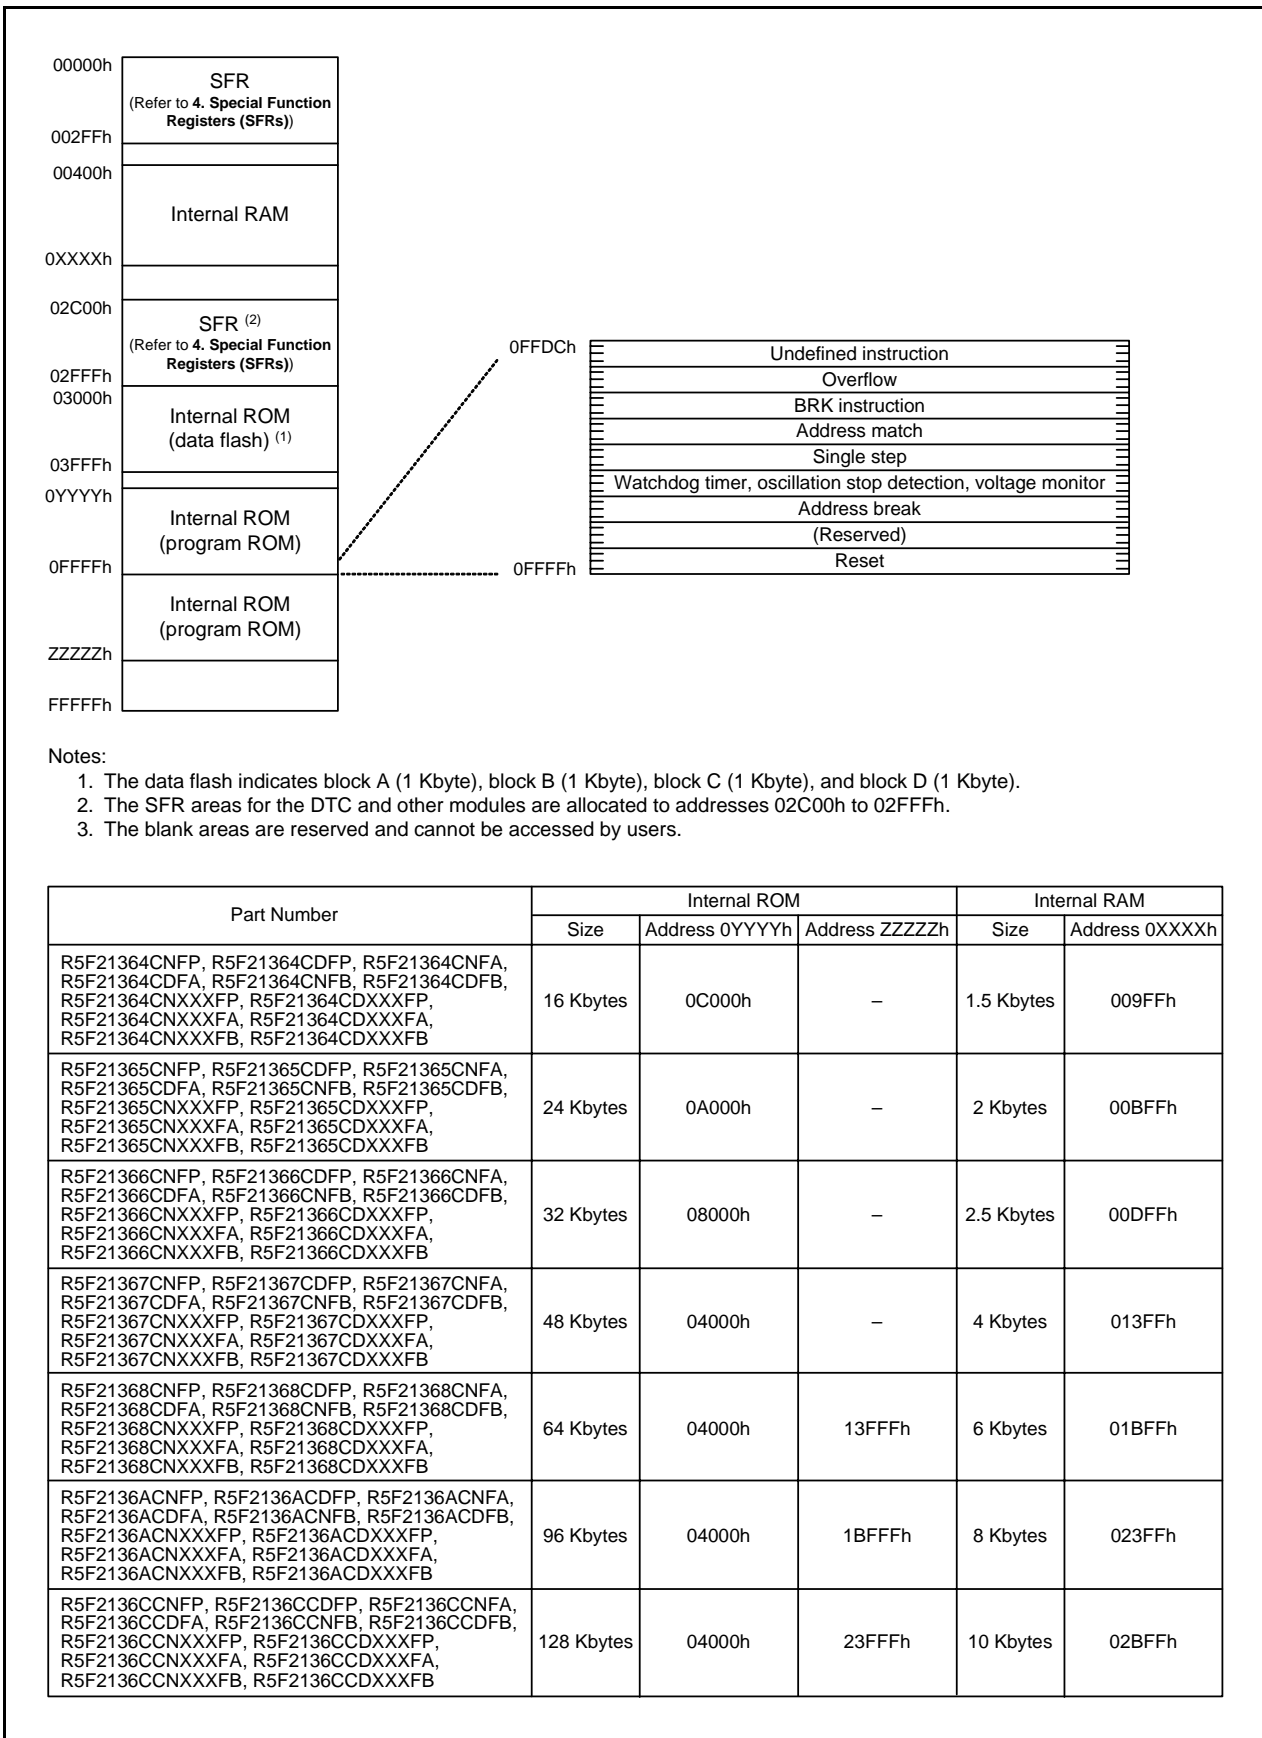 00000h
SFR
(Refer to 4. Special Function
Registers (SFRs))
002FFh
00400h
Internal RAM
0XXXXh
02C00h
SFR (2)
(Refer to 4. Special Function
Registers (SFRs))
02FFFh
03000h
Internal ROM
(data flash) (1)
03FFFh
0YYYYh
Internal ROM
(program ROM)
0FFFFh
Internal ROM
(program ROM)
ZZZZZh
FFFFFh
0FFDCh
Undefined instruction
Overflow
BRK instruction
Address match
Single step
Watchdog timer, oscillation stop detection, voltage monitor
Address break
(Reserved)
Reset
0FFFFh
Notes:
1. The data flash indicates block A (1 Kbyte), block B (1 Kbyte), block C (1 Kbyte), and block D (1 Kbyte).
2. The SFR areas for the DTC and other modules are allocated to addresses 02C00h to 02FFFh.
3. The blank areas are reserved and cannot be accessed by users.
Part Number Internal ROM Internal RAM
Size Address 0YYYYh Address ZZZZZh Size Address 0XXXXh
R5F21364CNFP, R5F21364CDFP, R5F21364CNFA,
R5F21364CDFA, R5F21364CNFB, R5F21364CDFB,
R5F21364CNXXXFP, R5F21364CDXXXFP,
R5F21364CNXXXFA, R5F21364CDXXXFA,
R5F21364CNXXXFB, R5F21364CDXXXFB
16 Kbytes 0C000h – 1.5 Kbytes 009FFh
R5F21365CNFP, R5F21365CDFP, R5F21365CNFA,
R5F21365CDFA, R5F21365CNFB, R5F21365CDFB,
R5F21365CNXXXFP, R5F21365CDXXXFP,
R5F21365CNXXXFA, R5F21365CDXXXFA,
R5F21365CNXXXFB, R5F21365CDXXXFB
24 Kbytes 0A000h – 2 Kbytes 00BFFh
R5F21366CNFP, R5F21366CDFP, R5F21366CNFA,
R5F21366CDFA, R5F21366CNFB, R5F21366CDFB,
R5F21366CNXXXFP, R5F21366CDXXXFP,
R5F21366CNXXXFA, R5F21366CDXXXFA,
R5F21366CNXXXFB, R5F21366CDXXXFB
32 Kbytes 08000h – 2.5 Kbytes 00DFFh
R5F21367CNFP, R5F21367CDFP, R5F21367CNFA,
R5F21367CDFA, R5F21367CNFB, R5F21367CDFB,
R5F21367CNXXXFP, R5F21367CDXXXFP,
R5F21367CNXXXFA, R5F21367CDXXXFA,
R5F21367CNXXXFB, R5F21367CDXXXFB
48 Kbytes 04000h – 4 Kbytes 013FFh
R5F21368CNFP, R5F21368CDFP, R5F21368CNFA,
R5F21368CDFA, R5F21368CNFB, R5F21368CDFB,
R5F21368CNXXXFP, R5F21368CDXXXFP,
R5F21368CNXXXFA, R5F21368CDXXXFA,
R5F21368CNXXXFB, R5F21368CDXXXFB
64 Kbytes 04000h 13FFFh 6 Kbytes 01BFFh
R5F2136ACNFP, R5F2136ACDFP, R5F2136ACNFA,
R5F2136ACDFA, R5F2136ACNFB, R5F2136ACDFB,
R5F2136ACNXXXFP, R5F2136ACDXXXFP,
R5F2136ACNXXXFA, R5F2136ACDXXXFA,
R5F2136ACNXXXFB, R5F2136ACDXXXFB
96 Kbytes 04000h 1BFFFh 8 Kbytes 023FFh
R5F2136CCNFP, R5F2136CCDFP, R5F2136CCNFA,
R5F2136CCDFA, R5F2136CCNFB, R5F2136CCDFB,
R5F2136CCNXXXFP, R5F2136CCDXXXFP,
R5F2136CCNXXXFA, R5F2136CCDXXXFA,
R5F2136CCNXXXFB, R5F2136CCDXXXFB
128 Kbytes 04000h 23FFFh 10 Kbytes 02BFFh